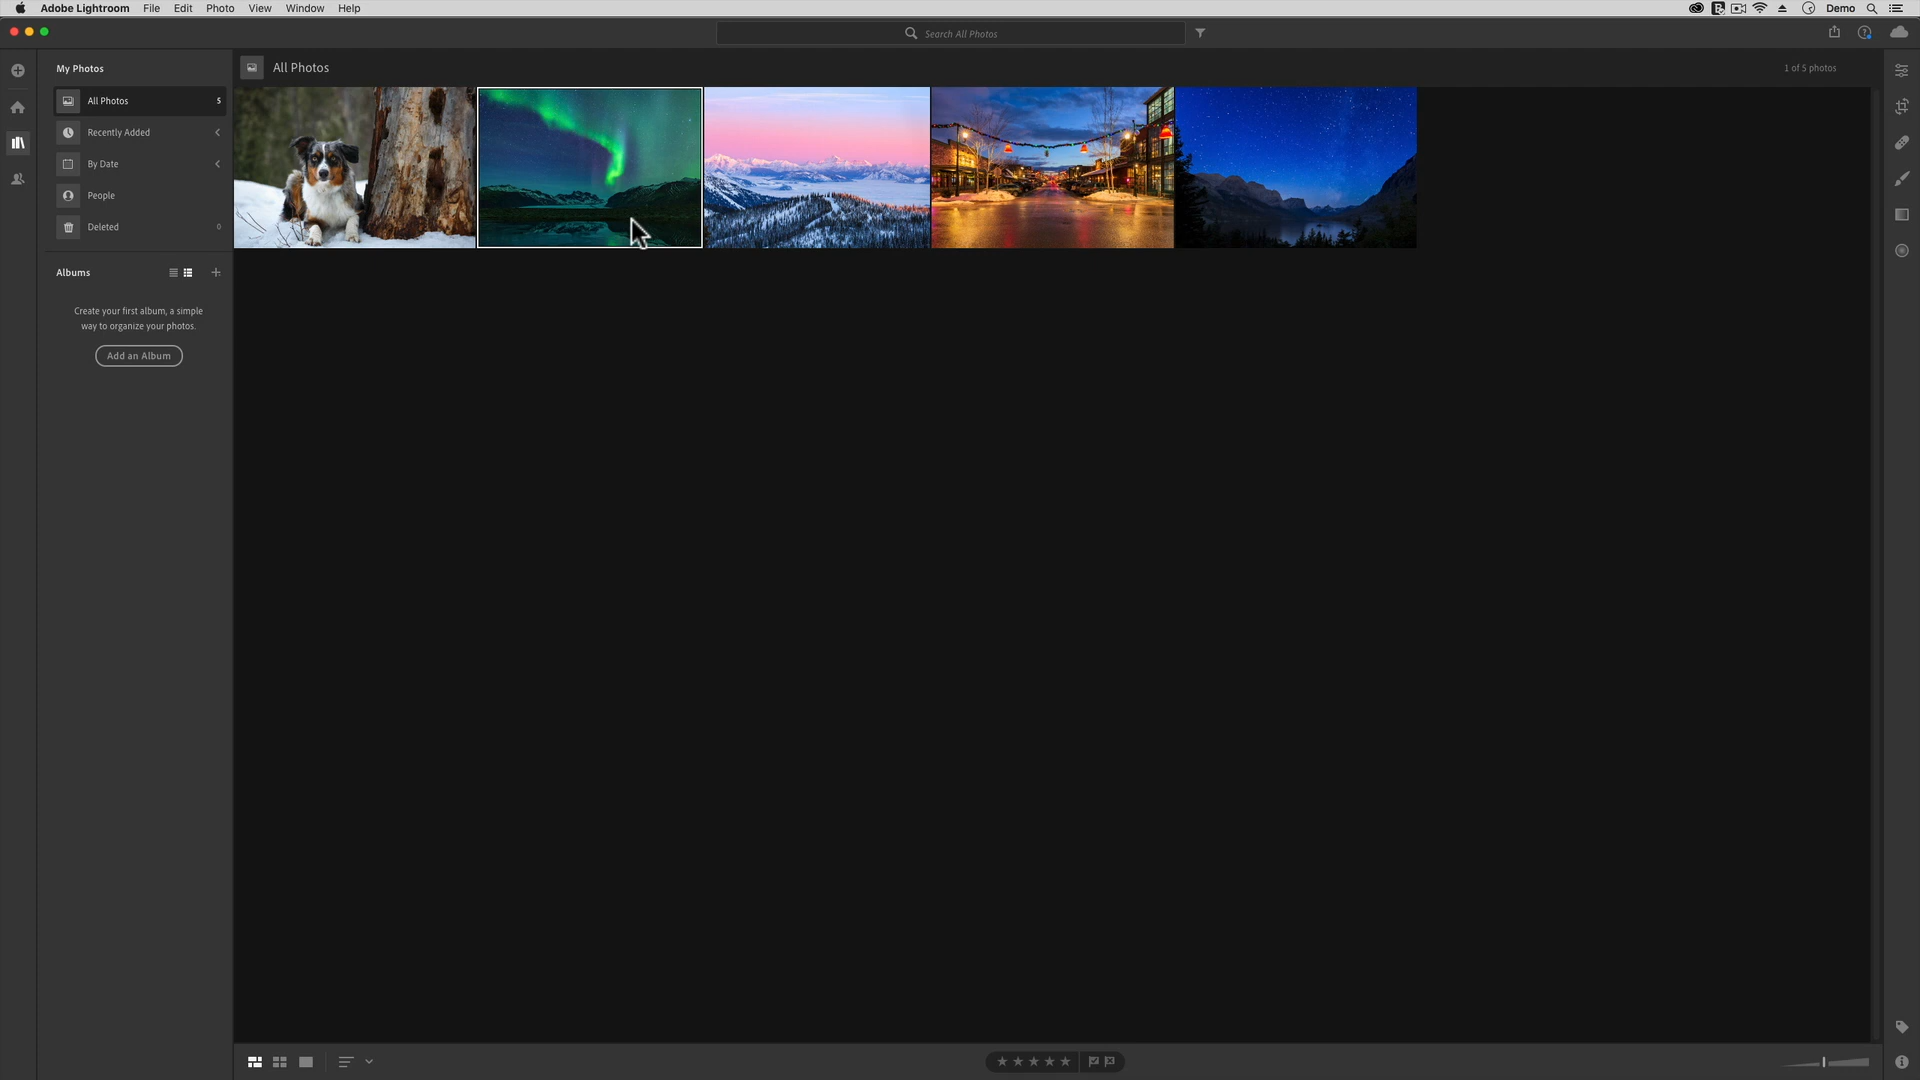 Adobe Lightroom File Edit Photo View Window Help Demo
Search All Photos
My Photos
All Photos 5
Recently Added
By Date
People
Deleted 0
Albums
Create your first album, a simple
way to organize your photos.
Add an Album
All Photos
1 of 5 photos